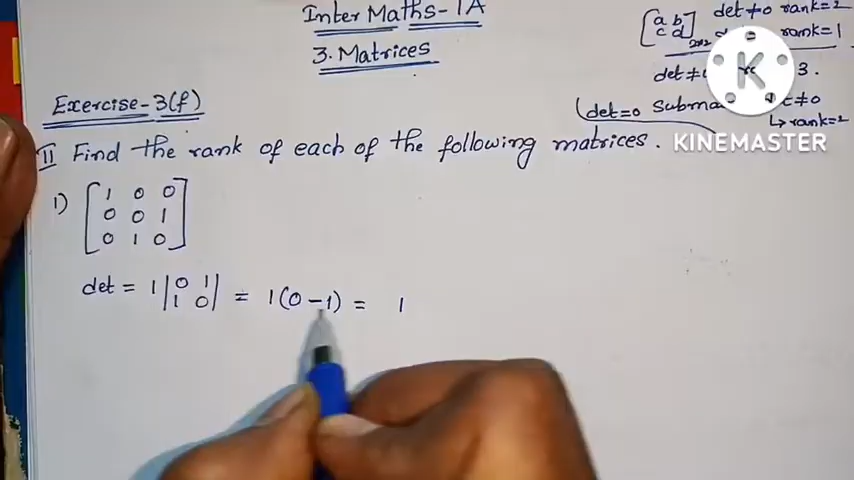 Inter Maths-1A
3. Matrices
[a b
c d] 2x2 det≠0 rank=2
rank=1
det≠ 3.
det=0 subma t≠0
↳ rank=2
K
KINEMASTER
Exercise-3(f)
II Find the rank of each of the following matrices.
1) [1 0 0
0 0 1
0 1 0]
det = 1 |0 1
1 0| = 1(0-1) = 1